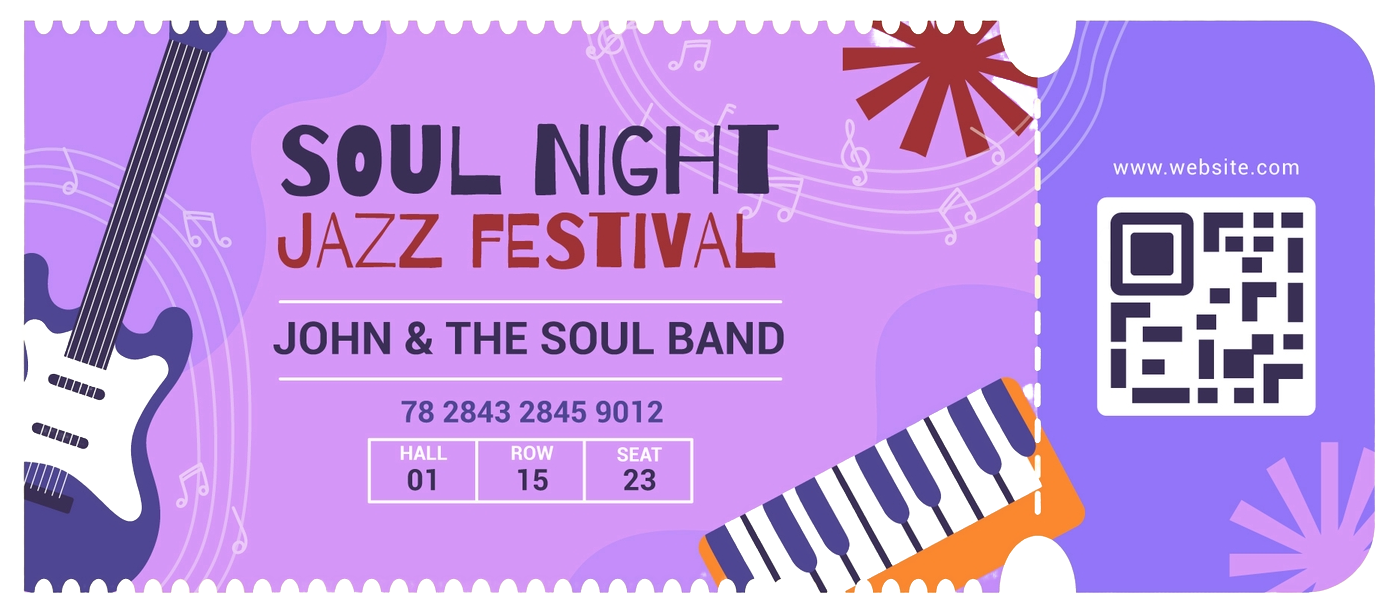 SOUL NIGHT
JAZZ FESTIVAL
JOHN & THE SOUL BAND
78 2843 2845 9012
HALL ROW SEAT
01 15 23
www.website.com